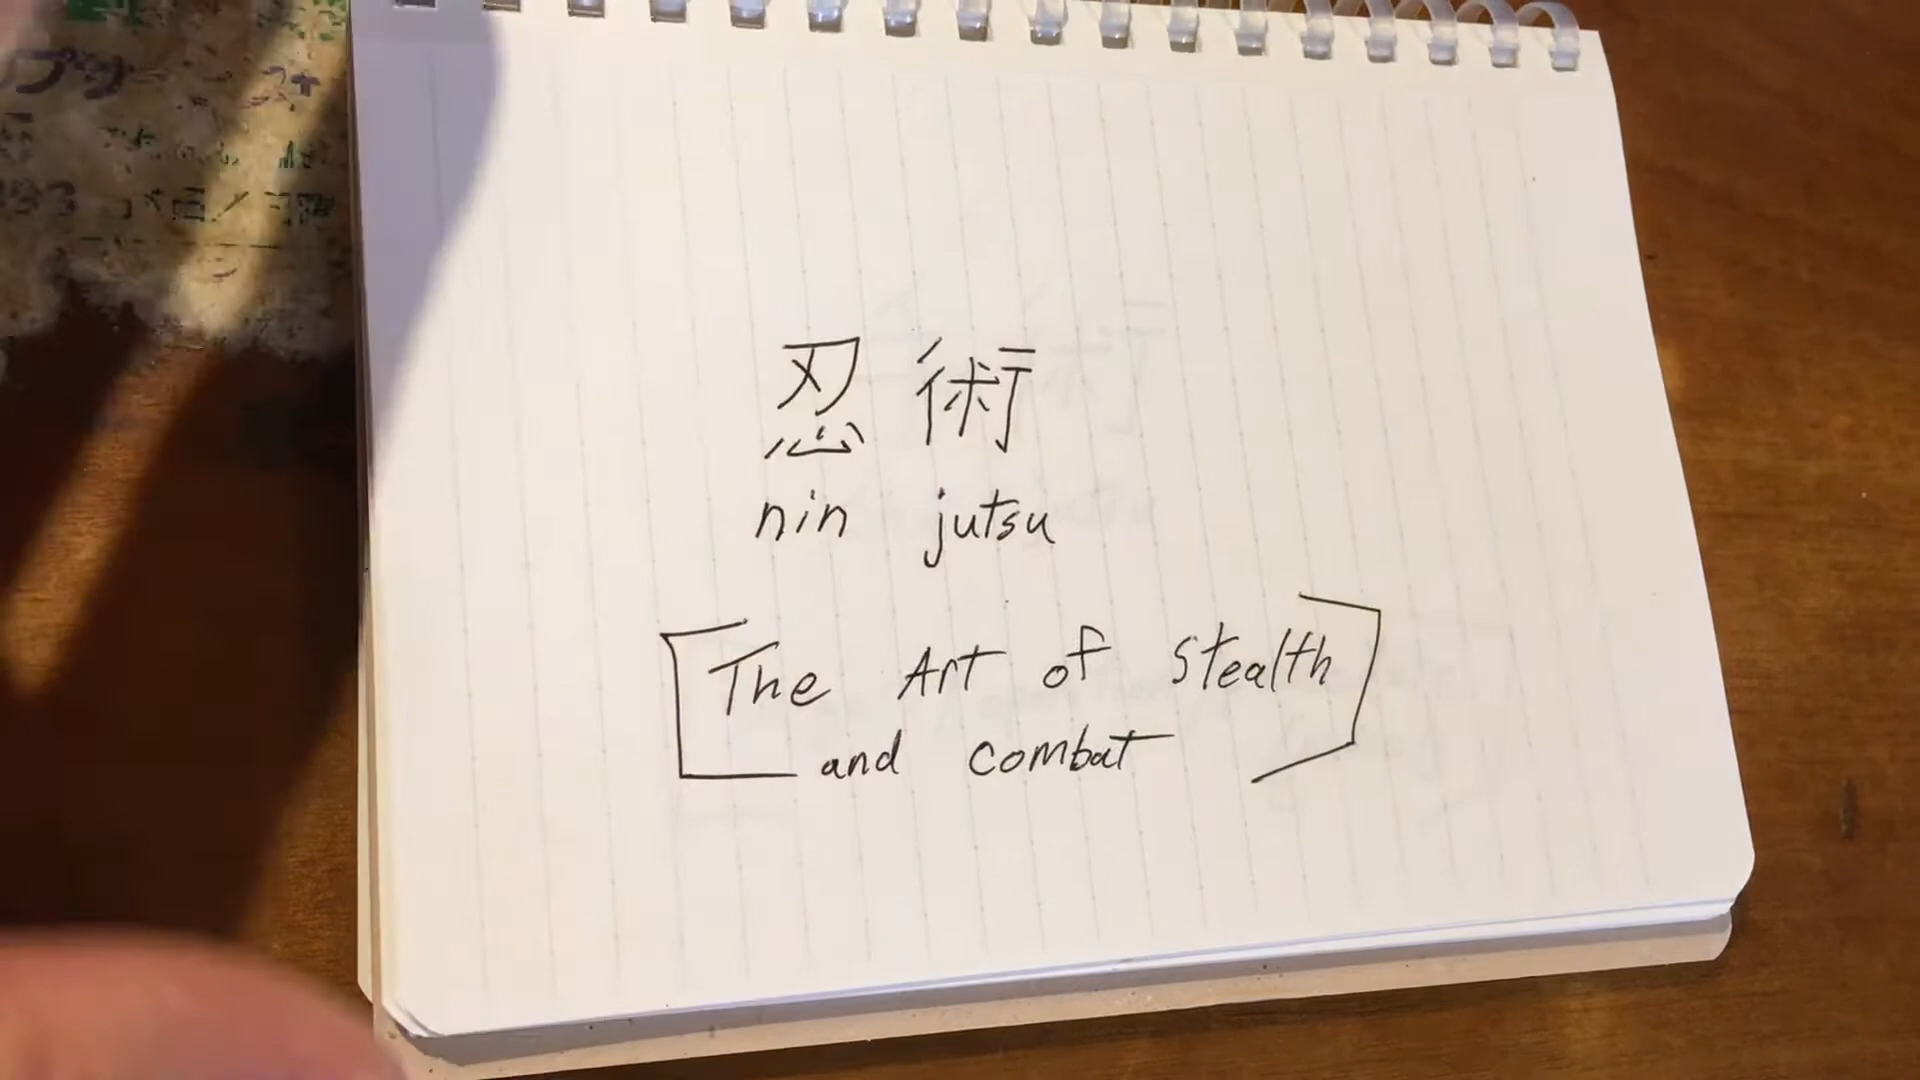 忍術
nin jutsu
The Art of Stealth
and combat